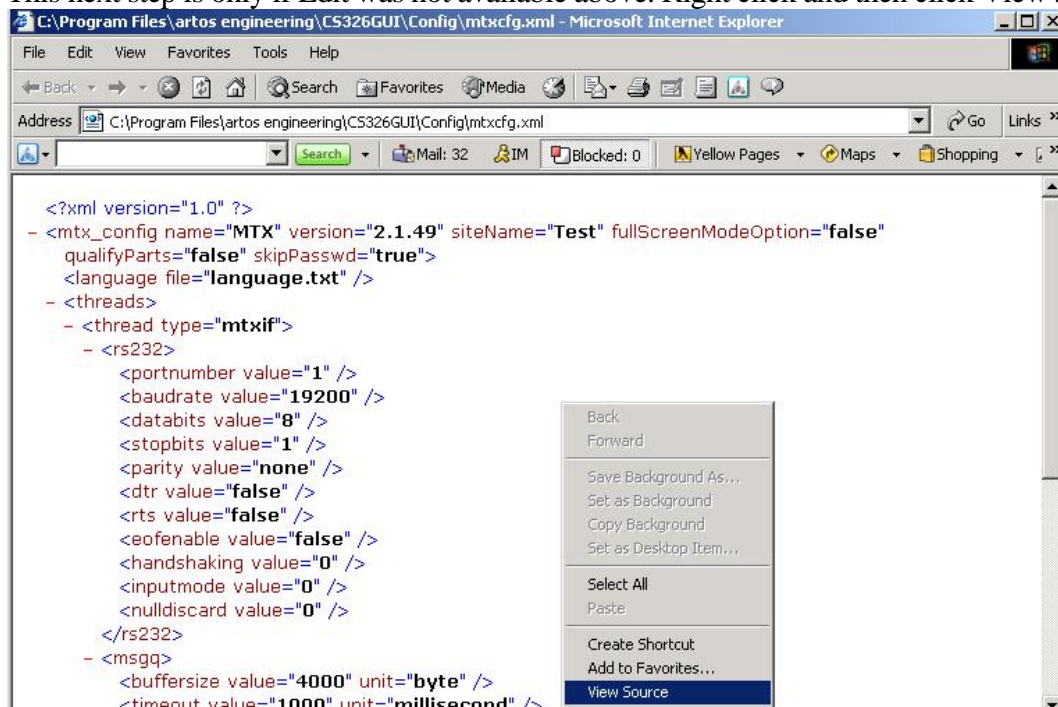 This next step is only if Edit was not available above. Right click and then click View
C:\Program Files\artos engineering\CS326GUI\Config\mtxcfg.xml - Microsoft Internet Explorer
File Edit View Favorites Tools Help
Back Search Favorites Media
Address C:\Program Files\artos engineering\CS326GUI\Config\mtxcfg.xml Go Links »
Search Mail: 32 IM Blocked: 0 Yellow Pages Maps Shopping »
<?xml version="1.0" ?>
- <mtx_config name="MTX" version="2.1.49" siteName="Test" fullScreenModeOption="false"
qualifyParts="false" skipPasswd="true">
<language file="language.txt" />
- <threads>
- <thread type="mtxif">
- <rs232>
<portnumber value="1" />
<baudrate value="19200" />
<databits value="8" />
<stopbits value="1" />
<parity value="none" />
<dtr value="false" />
<rts value="false" />
<eofenable value="false" />
<handshaking value="0" />
<inputmode value="0" />
<nulldiscard value="0" />
</rs232>
- <msgq>
<buffersize value="4000" unit="byte" />
<timeout value="1000" unit="millisecond" />
Back
Forward
Save Background As...
Set as Background
Copy Background
Set as Desktop Item...
Select All
Paste
Create Shortcut
Add to Favorites...
View Source